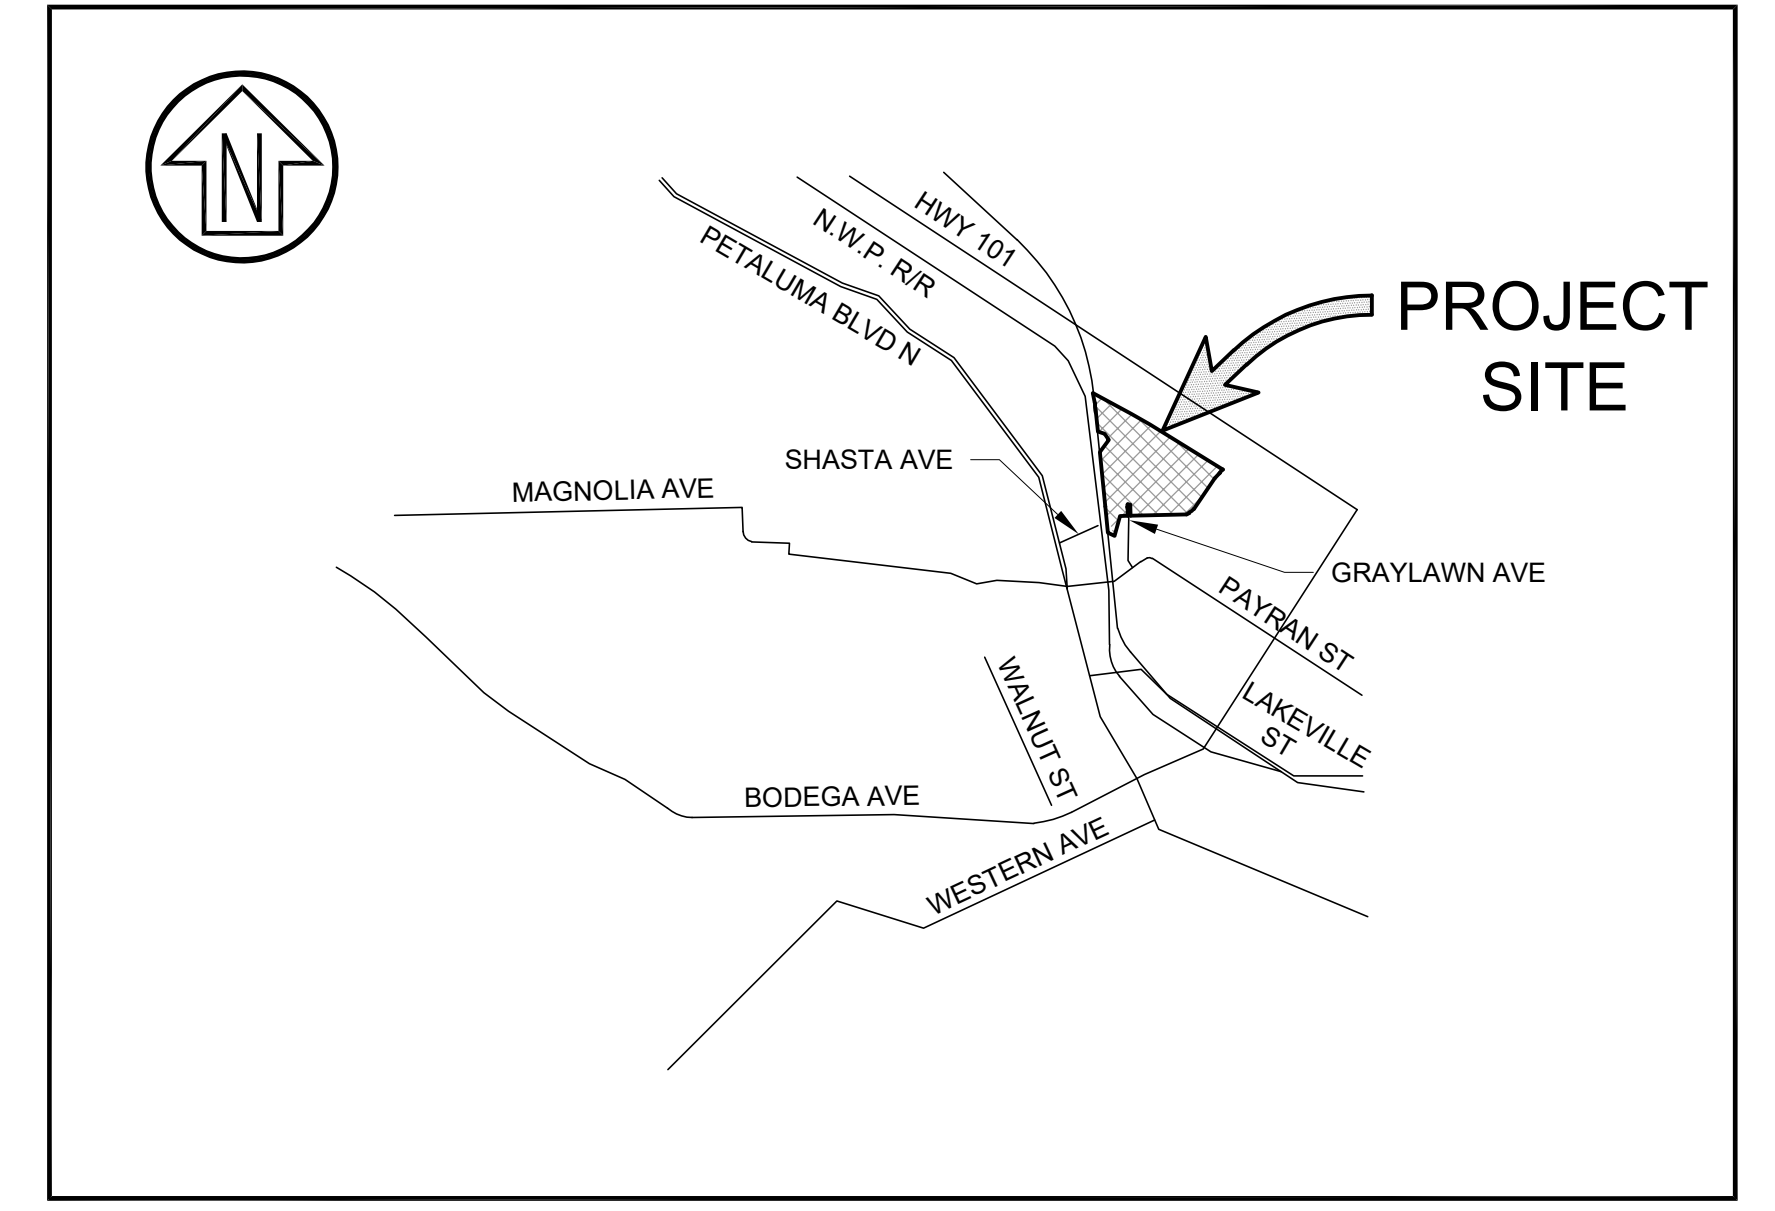 N
HWY 101
N.W.P. R/R
PETALUMA BLVD N
PROJECT
SITE
SHASTA AVE
MAGNOLIA AVE
GRAYLAWN AVE
PAYRAN ST
WALNUT ST
LAKEVILLE
ST
BODEGA AVE
WESTERN AVE